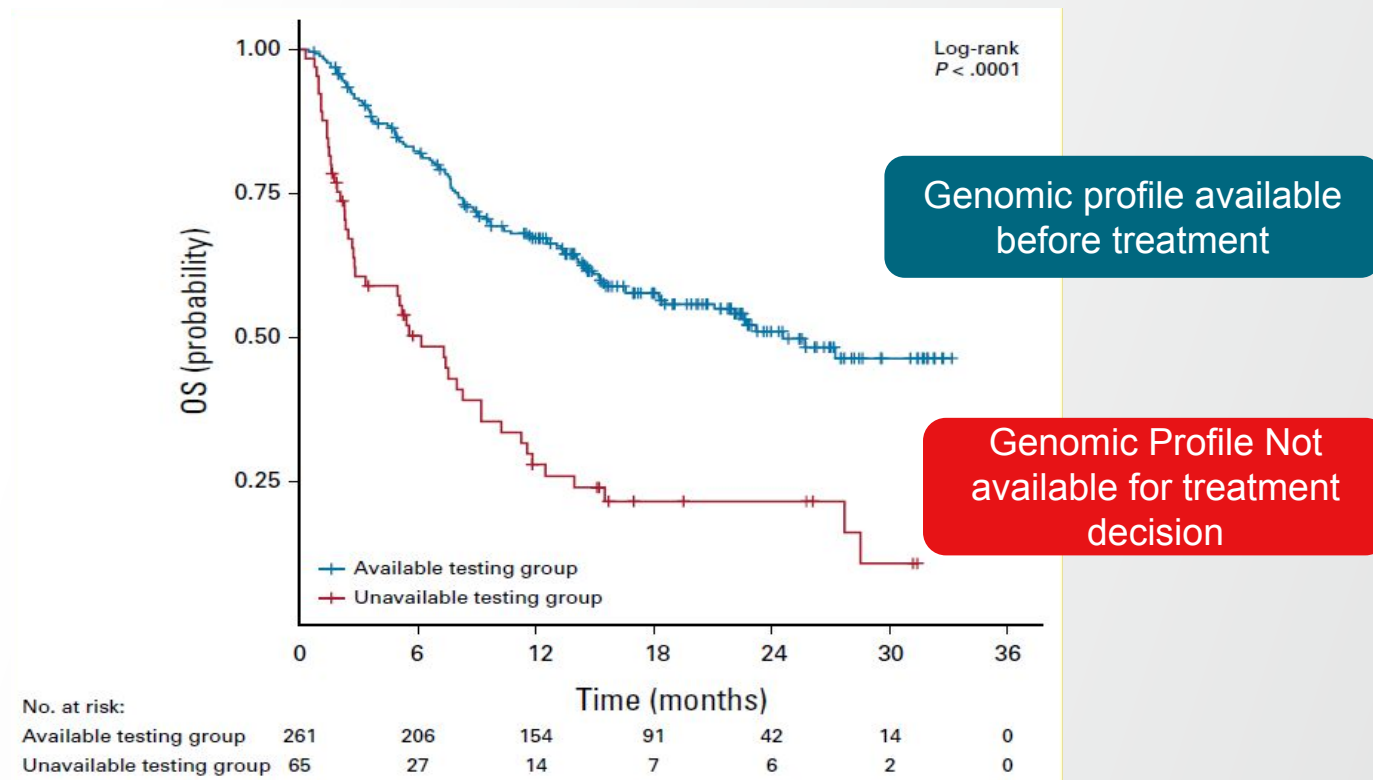 1.00
Log-rank
P < .0001
0.75
0.50
0.25
OS (probability)
Genomic profile available
before treatment
Genomic Profile Not
available for treatment
decision
Available testing group
Unavailable testing group
0 6 12 18 24 30 36
Time (months)
No. at risk:
Available testing group 261 206 154 91 42 14 0
Unavailable testing group 65 27 14 7 6 2 0